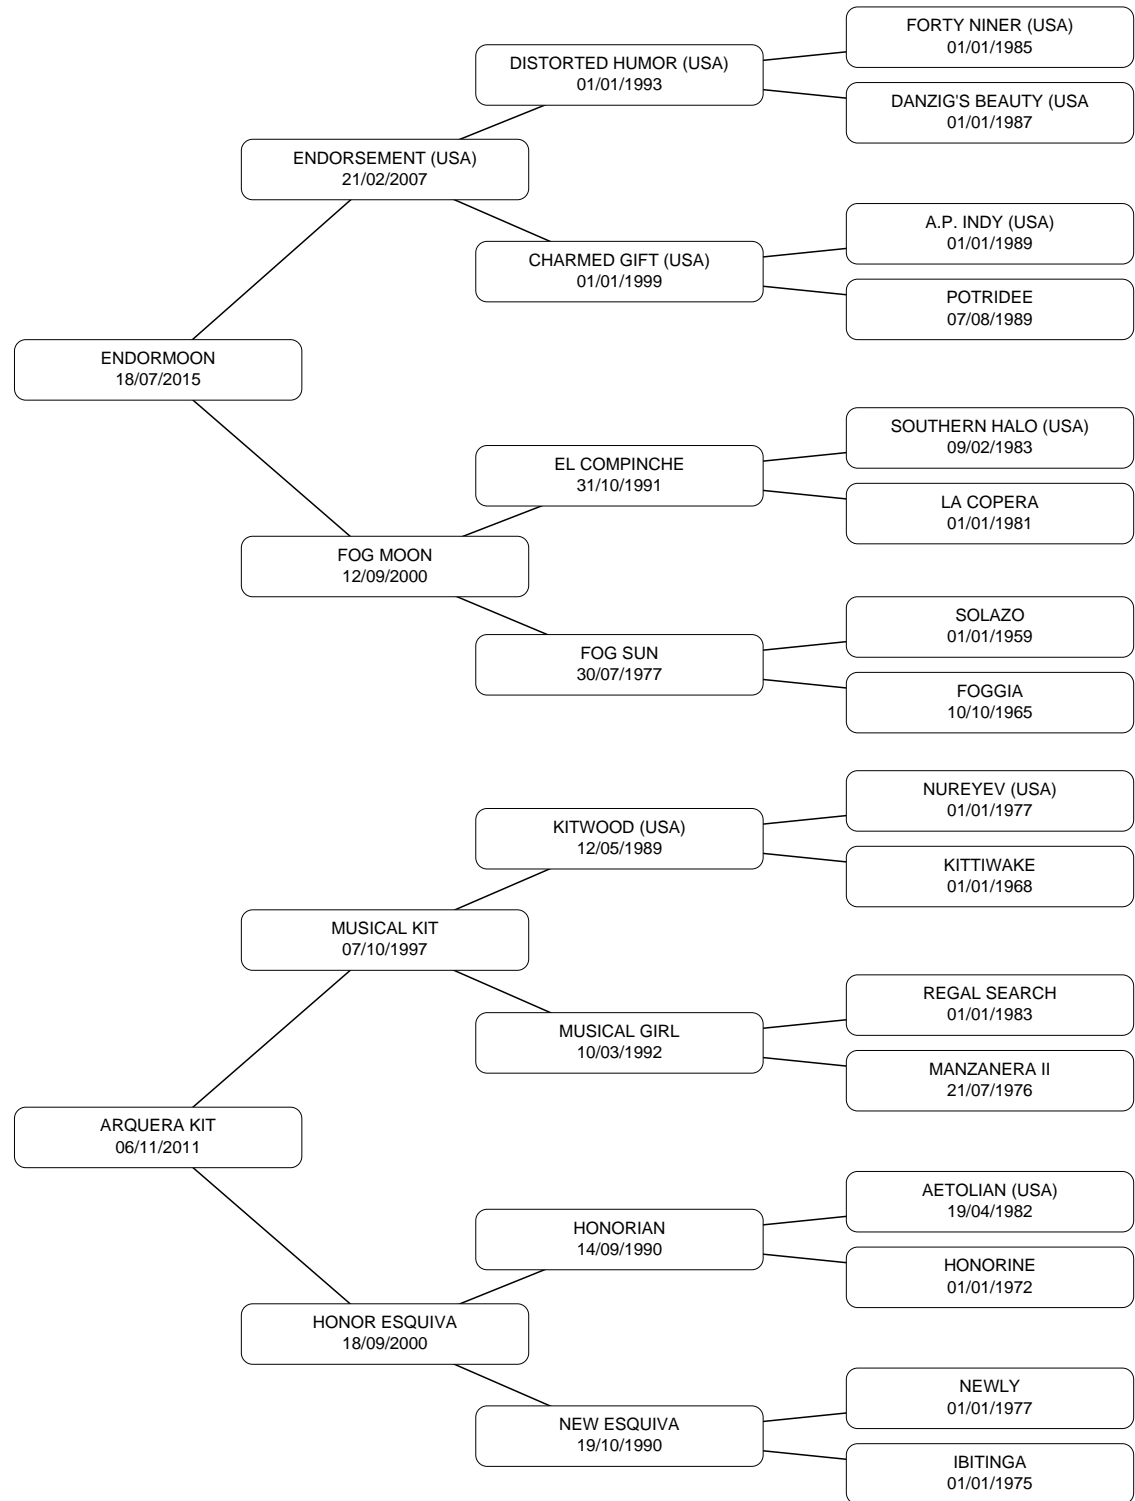 FORTY NINER (USA)
01/01/1985
DISTORTED HUMOR (USA)
01/01/1993
DANZIG'S BEAUTY (USA
01/01/1987
ENDORSEMENT (USA)
21/02/2007
A.P. INDY (USA)
01/01/1989
CHARMED GIFT (USA)
01/01/1999
POTRIDEE
07/08/1989
ENDORMOON
18/07/2015
SOUTHERN HALO (USA)
09/02/1983
EL COMPINCHE
31/10/1991
LA COPERA
01/01/1981
FOG MOON
12/09/2000
SOLAZO
01/01/1959
FOG SUN
30/07/1977
FOGGIA
10/10/1965
NUREYEV (USA)
01/01/1977
KITWOOD (USA)
12/05/1989
KITTIWAKE
01/01/1968
MUSICAL KIT
07/10/1997
REGAL SEARCH
01/01/1983
MUSICAL GIRL
10/03/1992
MANZANERA II
21/07/1976
ARQUERA KIT
06/11/2011
AETOLIAN (USA)
19/04/1982
HONORIAN
14/09/1990
HONORINE
01/01/1972
HONOR ESQUIVA
18/09/2000
NEWLY
01/01/1977
NEW ESQUIVA
19/10/1990
IBITINGA
01/01/1975